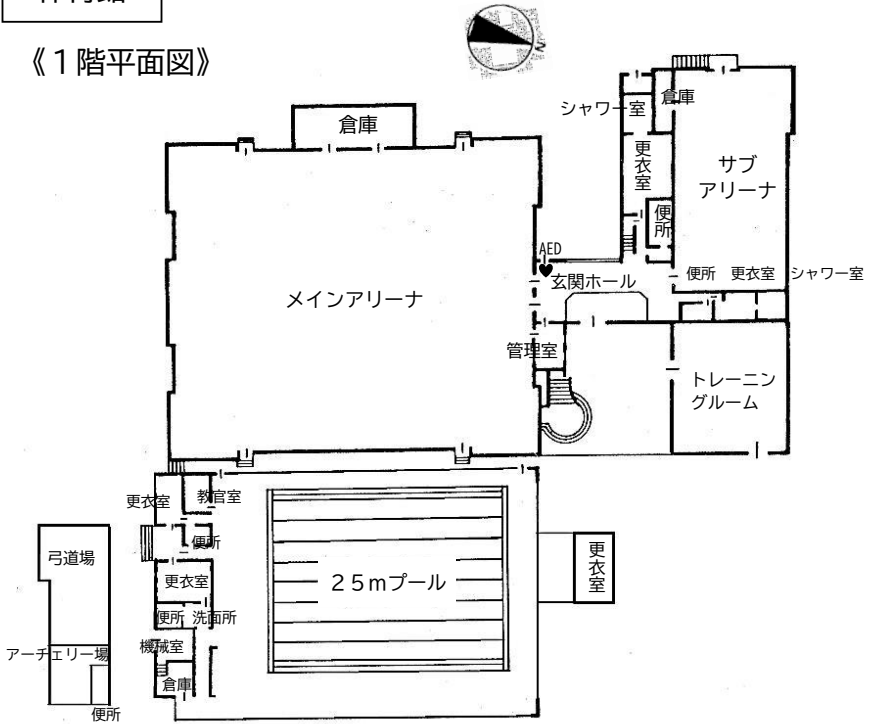 《１階平面図》
N
倉庫
シャワー室
倉庫
更衣室
サブ
アリーナ
便所
AED
玄関ホール
便所
更衣室
シャワー室
メインアリーナ
管理室
トレーニン
グルーム
更衣室
教官室
便所
弓道場
更衣室
２５ｍプール
更衣室
便所
洗面所
機械室
アーチェリー場
倉庫
便所